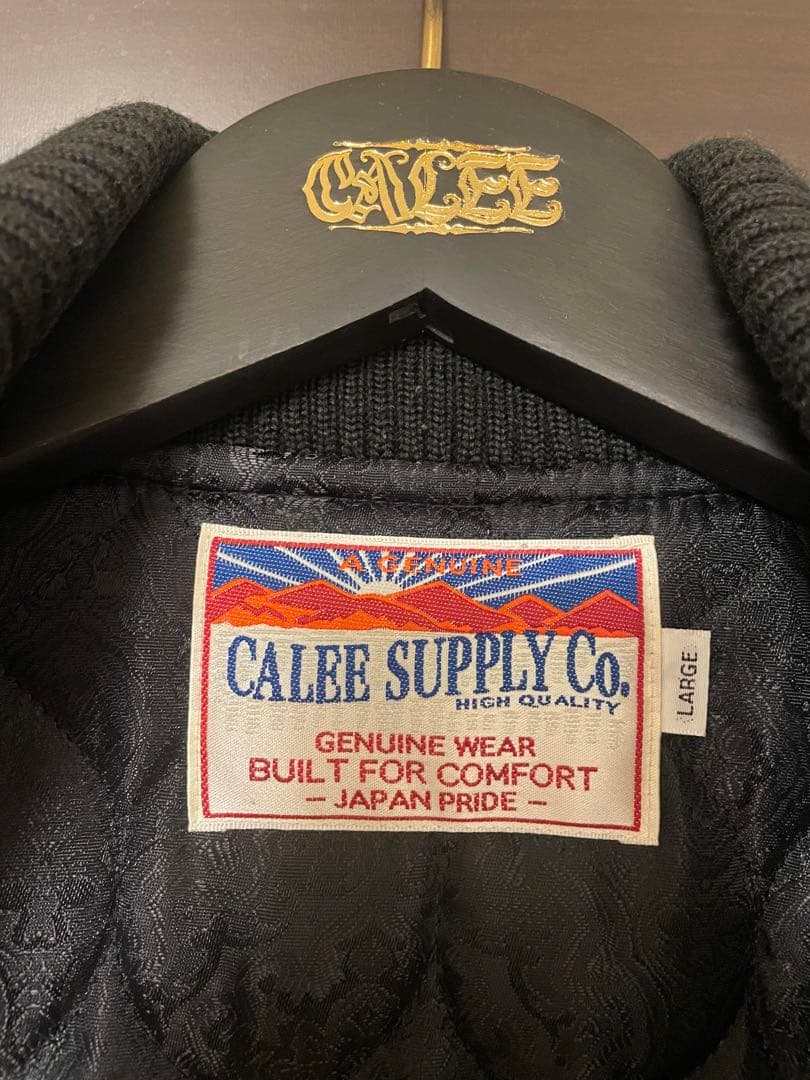 CALEE
A GENUINE
CALEE SUPPLY Co.
HIGH QUALITY
LARGE
GENUINE WEAR
BUILT FOR COMFORT
– JAPAN PRIDE –